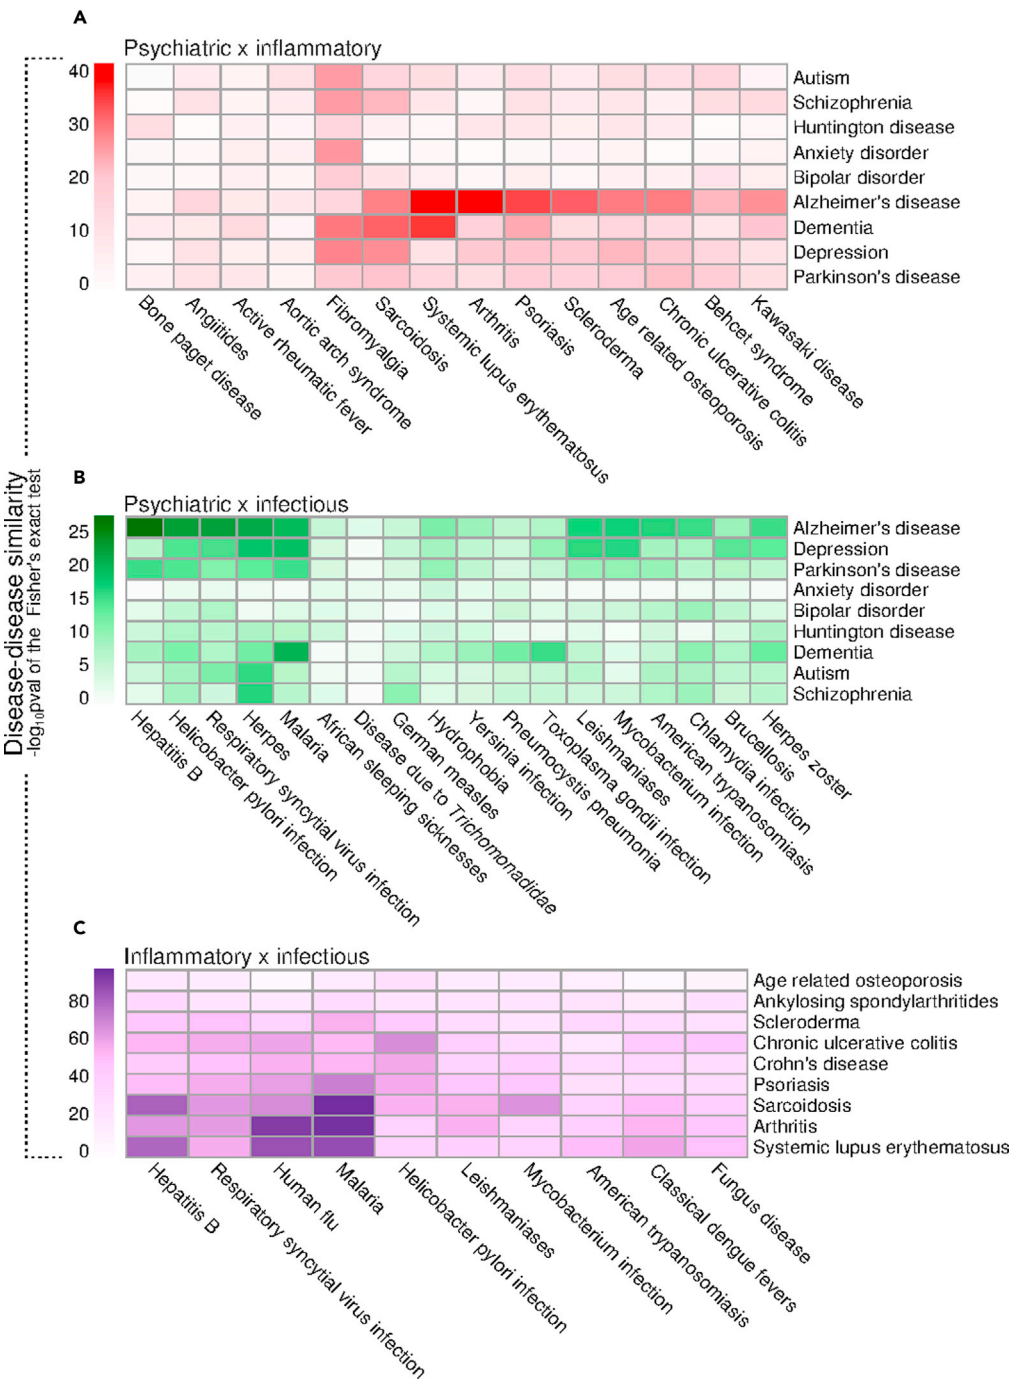 A
Psychiatric x inflammatory
40
30
20
10
0
Autism
Schizophrenia
Huntington disease
Anxiety disorder
Bipolar disorder
Alzheimer's disease
Dementia
Depression
Parkinson's disease
Bone paget disease
Angiitides
Active rheumatic fever
Aortic arch syndrome
Fibromyalgia
Sarcoidosis
Systemic lupus erythematosus
Arthritis
Psoriasis
Scleroderma
Age related osteoporosis
Chronic ulcerative colitis
Behcet syndrome
Kawasaki disease
Disease-disease similarity
-log₁₀pval of the Fisher's exact test
B
Psychiatric x infectious
25
20
15
10
5
0
Alzheimer's disease
Depression
Parkinson's disease
Anxiety disorder
Bipolar disorder
Huntington disease
Dementia
Autism
Schizophrenia
Hepatitis B
Helicobacter pylori infection
Respiratory syncytial virus infection
Herpes
Malaria
African sleeping sicknesses
Disease due to Trichomonadidae
German measles
Hydrophobia
Yersinia infection
Pneumocystis pneumonia
Toxoplasma gondii infection
Leishmaniases
Mycobacterium infection
American trypanosomiasis
Chlamydia infection
Brucellosis
Herpes zoster
C
Inflammatory x infectious
80
60
40
20
0
Age related osteoporosis
Ankylosing spondylarthritides
Scleroderma
Chronic ulcerative colitis
Crohn's disease
Psoriasis
Sarcoidosis
Arthritis
Systemic lupus erythematosus
Hepatitis B
Respiratory syncytial virus infection
Human flu
Malaria
Helicobacter pylori infection
Leishmaniases
Mycobacterium infection
American trypanosomiasis
Classical dengue fevers
Fungus disease